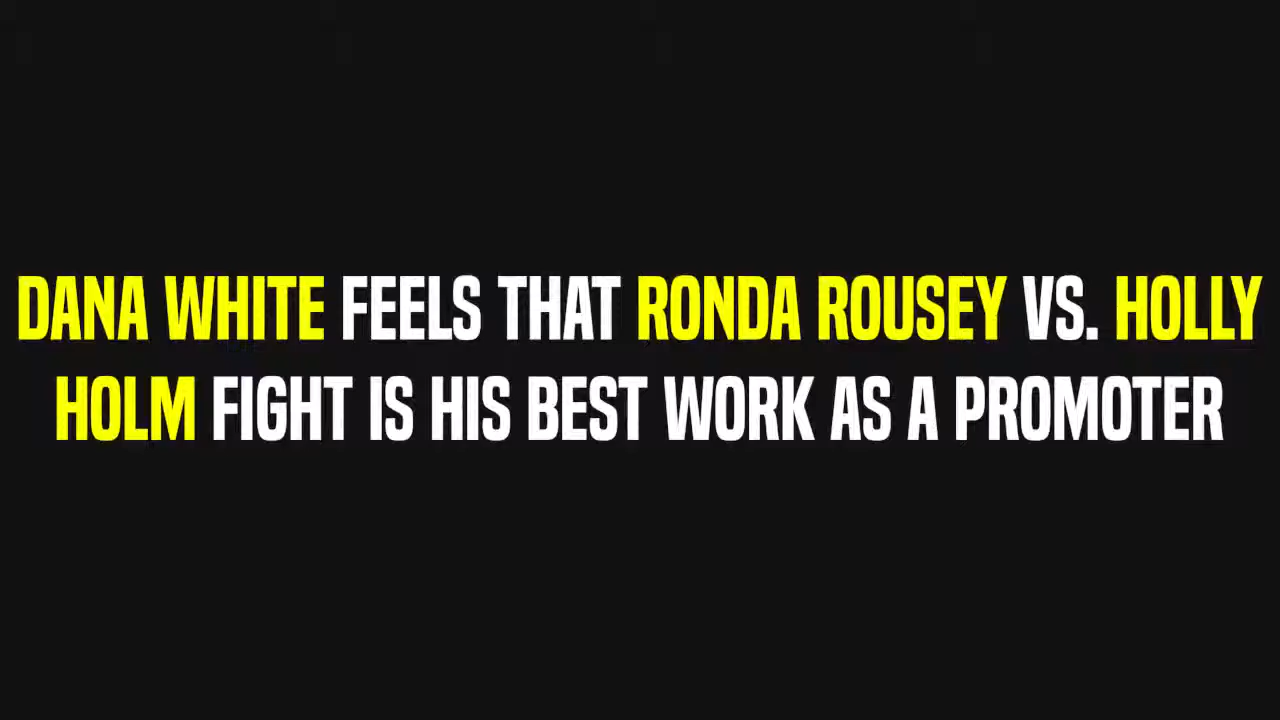 DANA WHITE FEELS THAT RONDA ROUSEY VS. HOLLY
HOLM FIGHT IS HIS BEST WORK AS A PROMOTER